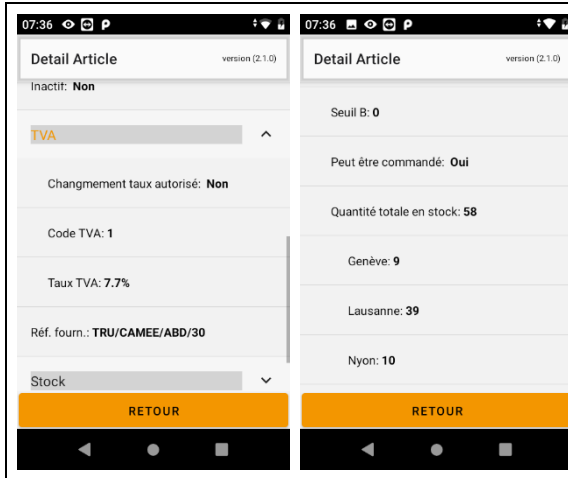 07:36
Detail Article version (2.1.0)
Inactif: Non
TVA
Changmement taux autorisé: Non
Code TVA: 1
Taux TVA: 7.7%
Réf. fourn.: TRU/CAMEE/ABD/30
Stock
RETOUR
07:36
Detail Article version (2.1.0)
Seuil B: 0
Peut être commandé: Oui
Quantité totale en stock: 58
Genève: 9
Lausanne: 39
Nyon: 10
RETOUR